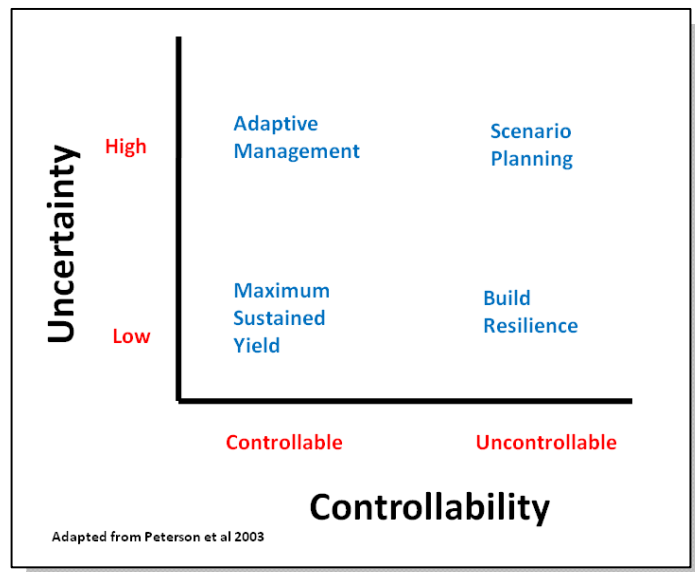 Uncertainty
High
Low
Adaptive
Management
Scenario
Planning
Maximum
Sustained
Yield
Build
Resilience
Controllable
Uncontrollable
Controllability
Adapted from Peterson et al 2003